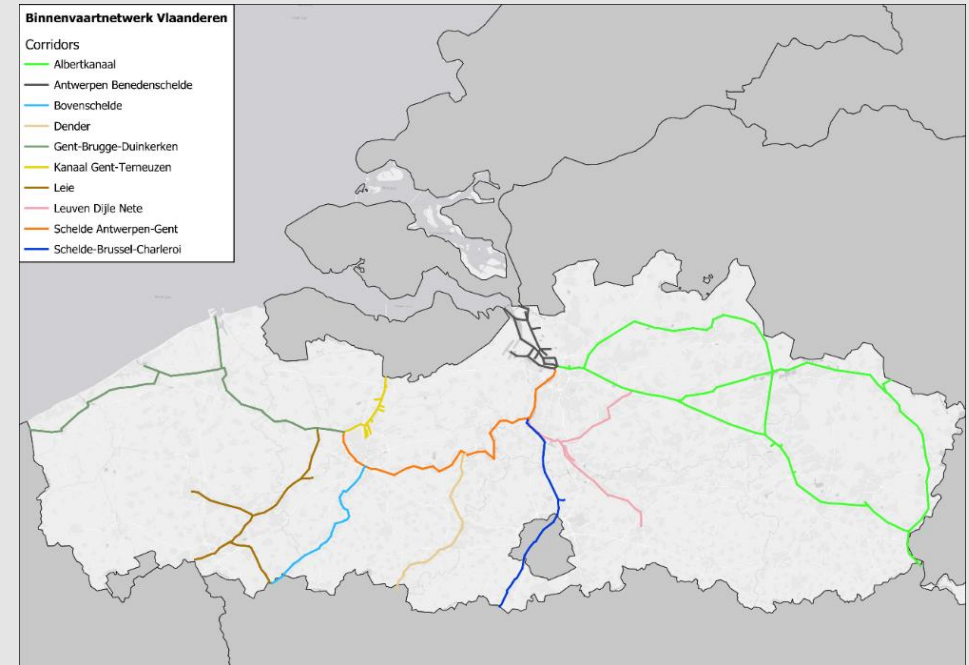 Binnenvaartnetwerk Vlaanderen
Corridors
Albertkanaal
Antwerpen Benedenschelde
Bovenschelde
Dender
Gent-Brugge-Duinkerken
Kanaal Gent-Terneuzen
Leie
Leuven Dijle Nete
Schelde Antwerpen-Gent
Schelde-Brussel-Charleroi